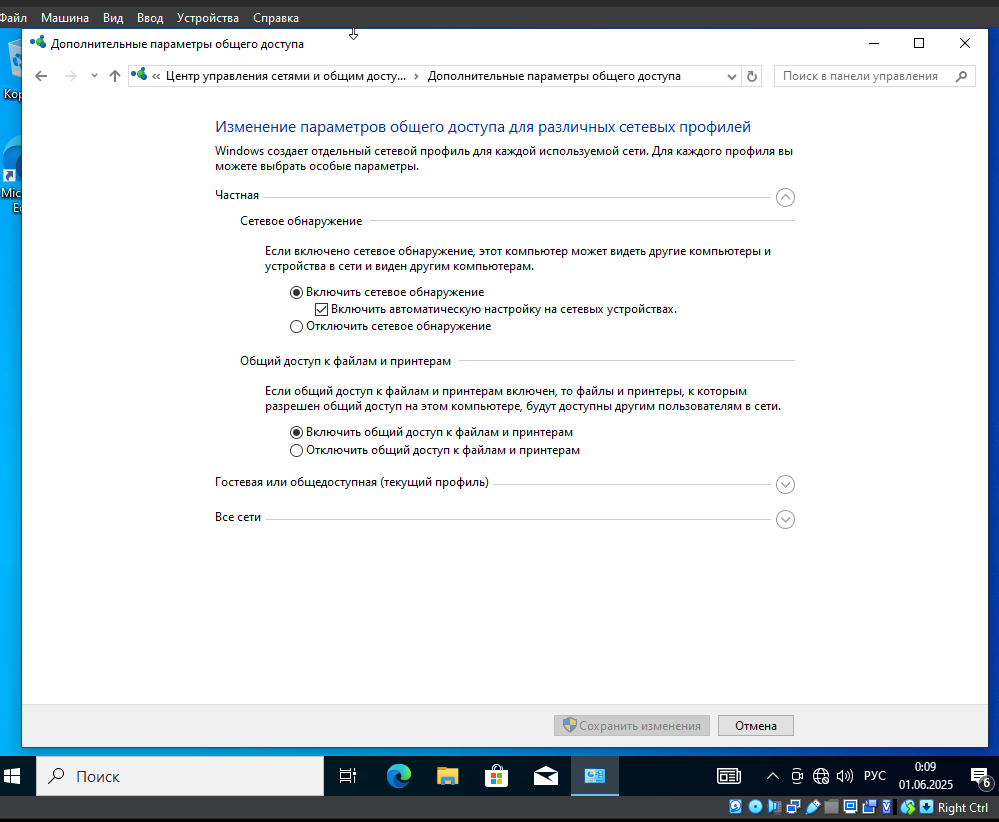 Файл Машина Вид Ввод Устройства Справка
Дополнительные параметры общего доступа
« Центр управления сетями и общим досту... › Дополнительные параметры общего доступа
Поиск в панели управления
Кор
Mic
Ec
Изменение параметров общего доступа для различных сетевых профилей
Windows создает отдельный сетевой профиль для каждой используемой сети. Для каждого профиля вы
можете выбрать особые параметры.
Частная
Сетевое обнаружение
Если включено сетевое обнаружение, этот компьютер может видеть другие компьютеры и
устройства в сети и виден другим компьютерам.
Включить сетевое обнаружение
Включить автоматическую настройку на сетевых устройствах.
Отключить сетевое обнаружение
Общий доступ к файлам и принтерам
Если общий доступ к файлам и принтерам включен, то файлы и принтеры, к которым
разрешен общий доступ на этом компьютере, будут доступны другим пользователям в сети.
Включить общий доступ к файлам и принтерам
Отключить общий доступ к файлам и принтерам
Гостевая или общедоступная (текущий профиль)
Все сети
Сохранить изменения
Отмена
Поиск
РУС
0:09
01.06.2025
6
Right Ctrl